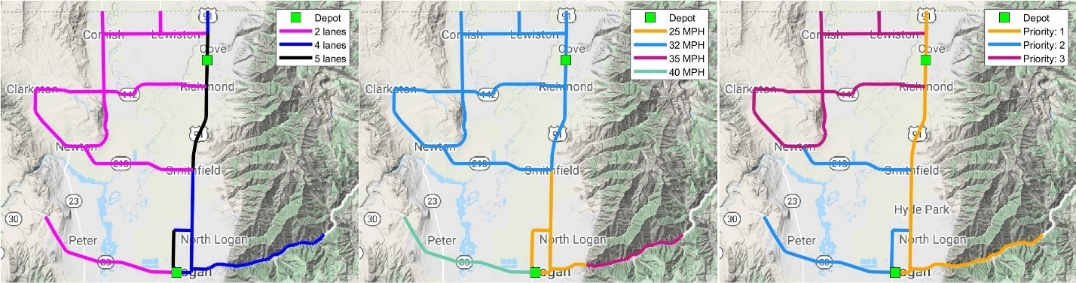 91
Depot
2 lanes
4 lanes
5 lanes
Cornish
Lewiston
Cove
Clarkston
142
Richmond
91
Newton
218
Smithfield
23
30
Peter
North Logan
30
ogan
91
Depot
25 MPH
32 MPH
35 MPH
40 MPH
Cornish
Lewiston
Cove
Clarkston
142
Richmond
91
Newton
218
Smithfield
23
30
Peter
North Logan
30
ogan
91
Depot
Priority: 1
Priority: 2
Priority: 3
Cornish
Lewiston
Cove
Clarkston
142
Richmond
91
Newton
218
Smithfield
Hyde Park
23
30
Peter
North Logan
30
ogan